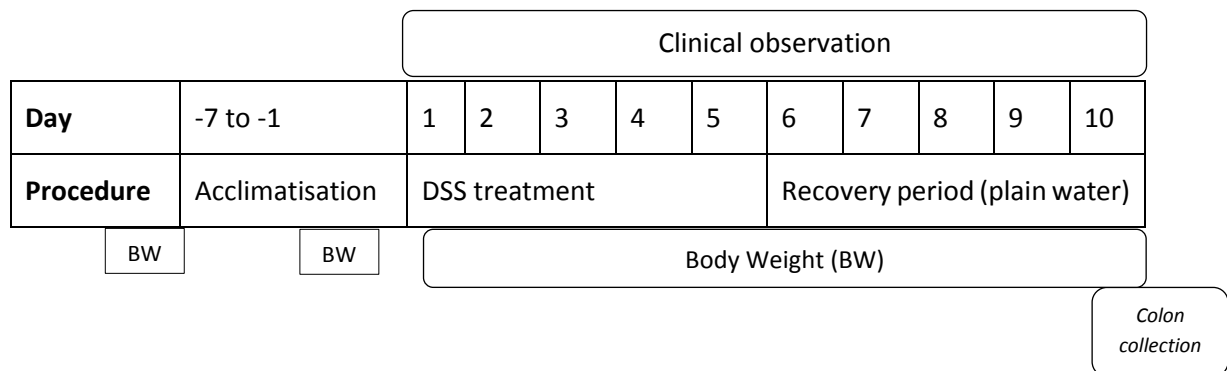 Clinical observation
Day -7 to -1 1 2 3 4 5 6 7 8 9 10
Procedure Acclimatisation DSS treatment Recovery period (plain water)
BW BW Body Weight (BW)
Colon
collection